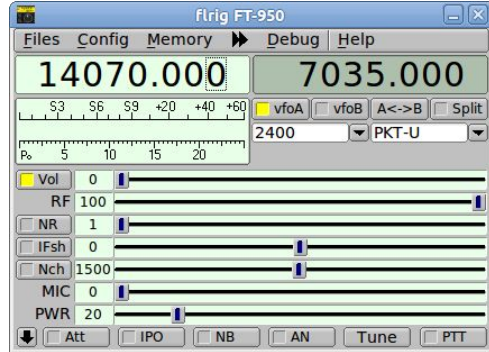 flrig FT-950
Files Config Memory Debug Help
14070.000 7035.000
S3 S6 S9 +20 +40 +60
vfoA vfoB A<->B Split
2400 PKT-U
Po 5 10 15 20
Vol 0
RF 100
NR 1
IFsh 0
Nch 1500
MIC 0
PWR 20
Att IPO NB AN Tune PTT